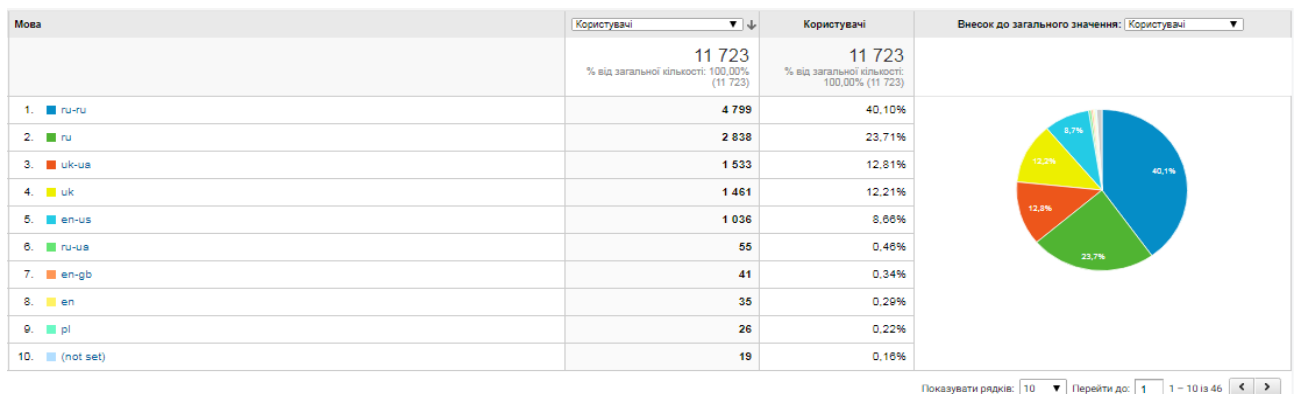 Мова Користувачі Користувачі Внесок до загального значення: Користувачі
11 723 11 723
% від загальної кількості: 100,00% % від загальної кількості:
(11 723) 100,00% (11 723)
1. ru-ru 4 799 40,10%
2. ru 2 838 23,71%
3. uk-ua 1 533 12,81%
4. uk 1 461 12,21%
5. en-us 1 036 8,66%
6. ru-ua 55 0,46%
7. en-gb 41 0,34%
8. en 35 0,29%
9. pl 26 0,22%
10. (not set) 19 0,16%
8,7%
12,2%
40,1%
12,8%
23,7%
Показувати рядків: 10 Перейти до: 1 1 – 10 із 46